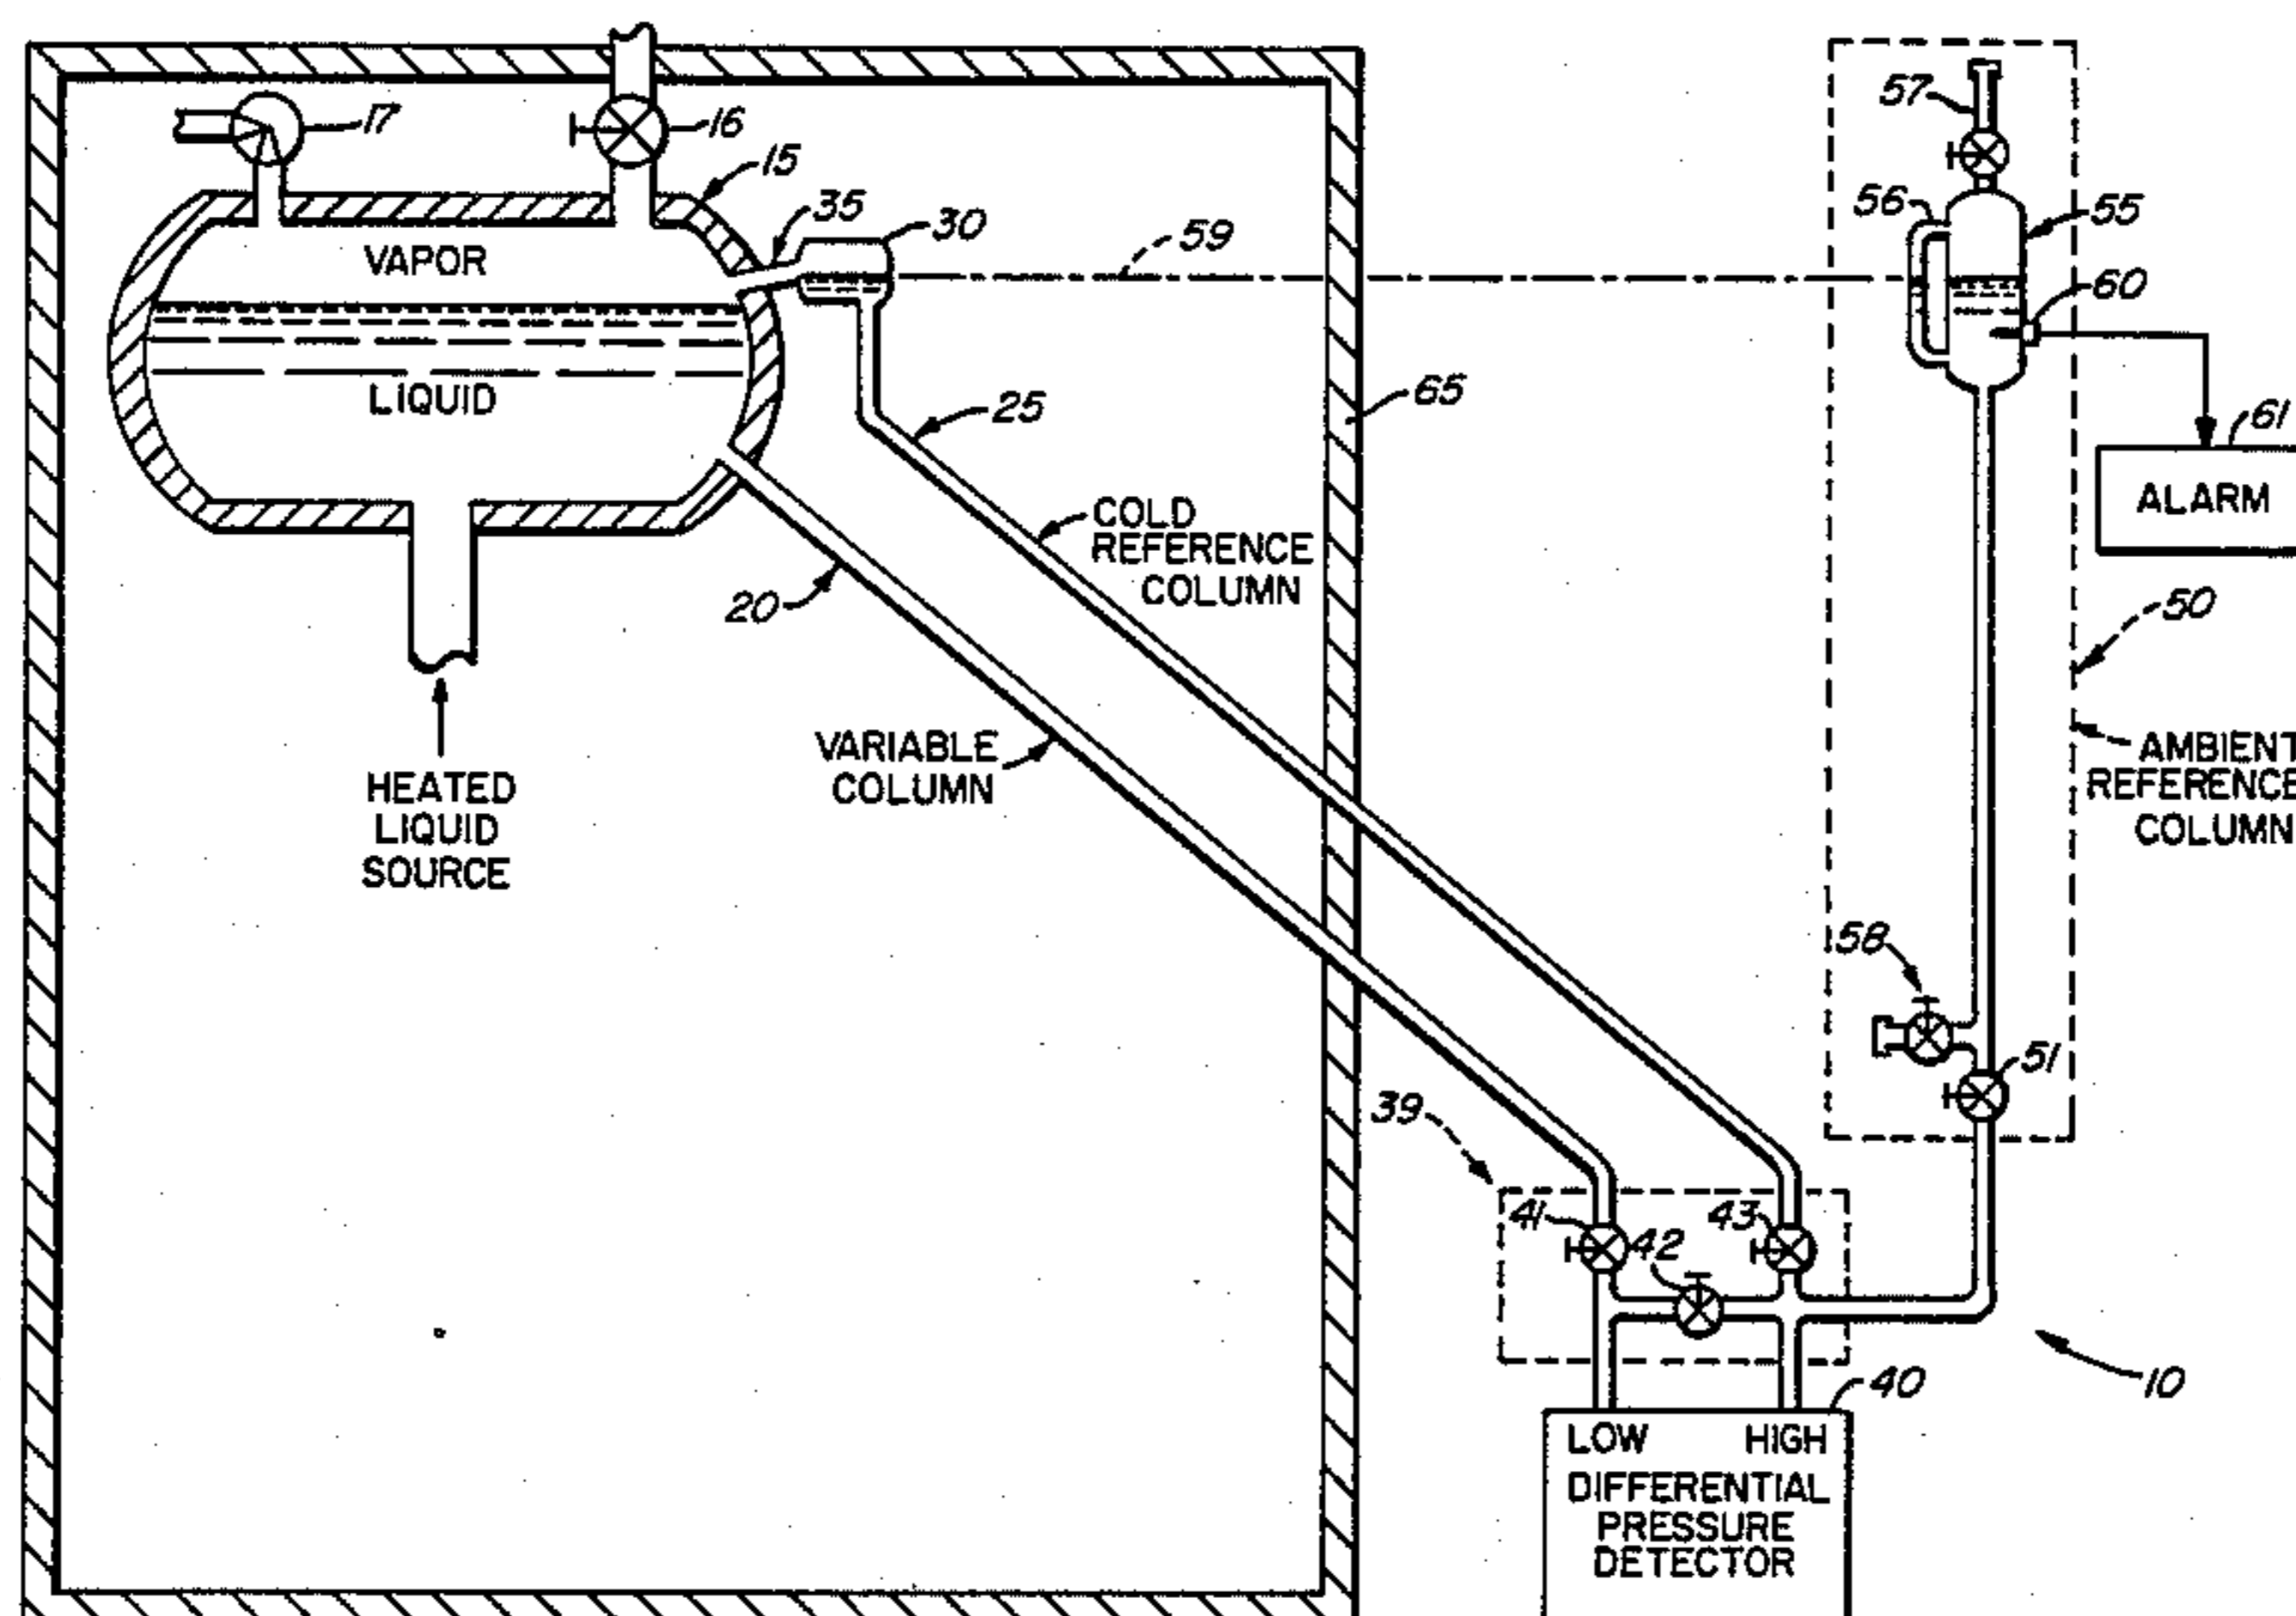 17
16
15
35
30
59
57
56
55
60
VAPOR
LIQUID
25
65
61
ALARM
COLD
REFERENCE
COLUMN
20
50
VARIABLE
COLUMN
AMBIENT
REFERENCE
COLUMN
HEATED
LIQUID
SOURCE
58
51
39
41
42
43
10
40
LOW HIGH
DIFFERENTIAL
PRESSURE
DETECTOR